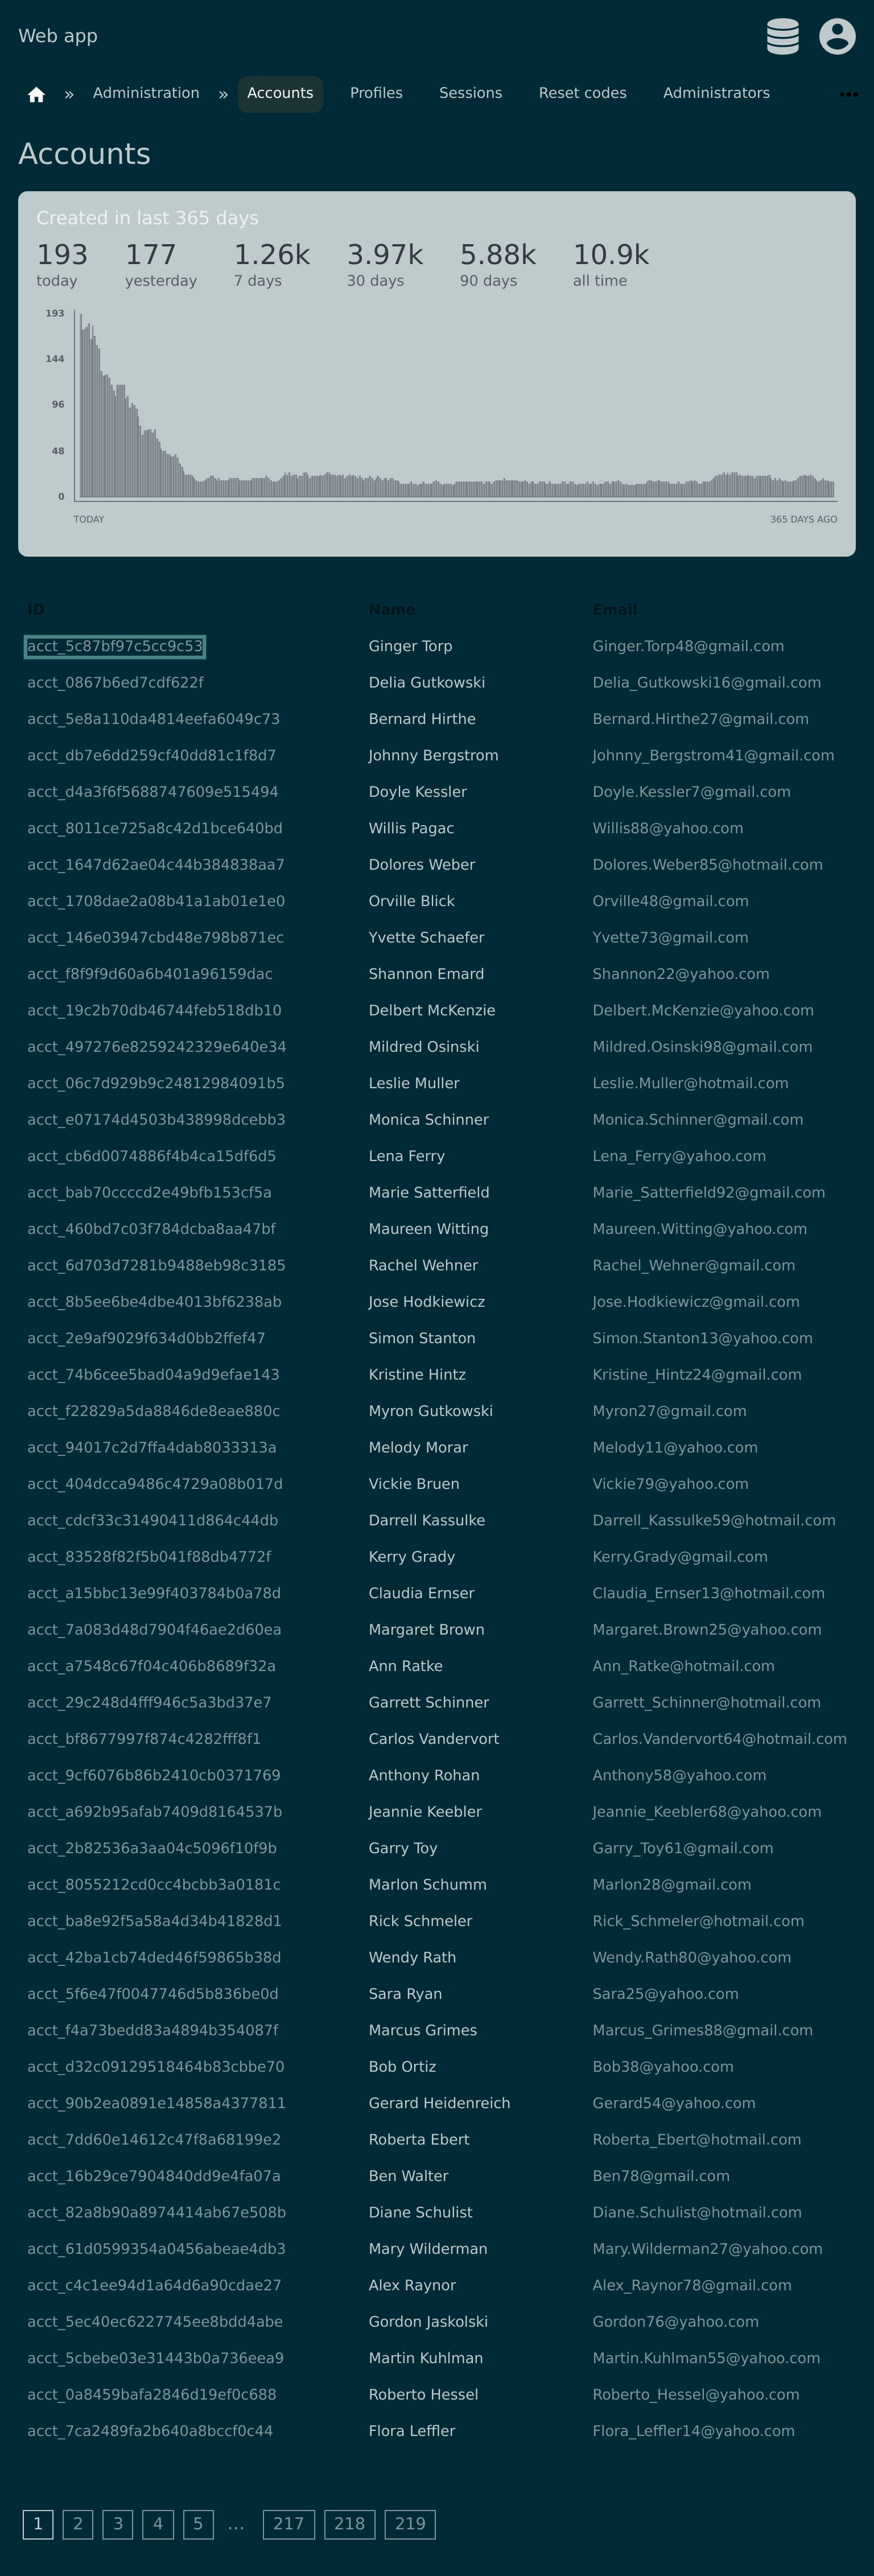 Web app
» Administration » Accounts Profiles Sessions Reset codes Administrators •••
Accounts
Created in last 365 days
193 177 1.26k 3.97k 5.88k 10.9k
today yesterday 7 days 30 days 90 days all time
193
144
96
48
0
TODAY 365 DAYS AGO
ID Name Email
acct_5c87bf97c5cc9c53 Ginger Torp Ginger.Torp48@gmail.com
acct_0867b6ed7cdf622f Delia Gutkowski Delia_Gutkowski16@gmail.com
acct_5e8a110da4814eefa6049c73 Bernard Hirthe Bernard.Hirthe27@gmail.com
acct_db7e6dd259cf40dd81c1f8d7 Johnny Bergstrom Johnny_Bergstrom41@gmail.com
acct_d4a3f6f5688747609e515494 Doyle Kessler Doyle.Kessler7@gmail.com
acct_8011ce725a8c42d1bce640bd Willis Pagac Willis88@yahoo.com
acct_1647d62ae04c44b384838aa7 Dolores Weber Dolores.Weber85@hotmail.com
acct_1708dae2a08b41a1ab01e1e0 Orville Blick Orville48@gmail.com
acct_146e03947cbd48e798b871ec Yvette Schaefer Yvette73@gmail.com
acct_f8f9f9d60a6b401a96159dac Shannon Emard Shannon22@yahoo.com
acct_19c2b70db46744feb518db10 Delbert McKenzie Delbert.McKenzie@yahoo.com
acct_497276e8259242329e640e34 Mildred Osinski Mildred.Osinski98@gmail.com
acct_06c7d929b9c24812984091b5 Leslie Muller Leslie.Muller@hotmail.com
acct_e07174d4503b438998dcebb3 Monica Schinner Monica.Schinner@gmail.com
acct_cb6d0074886f4b4ca15df6d5 Lena Ferry Lena_Ferry@yahoo.com
acct_bab70ccccd2e49bfb153cf5a Marie Satterfield Marie_Satterfield92@gmail.com
acct_460bd7c03f784dcba8aa47bf Maureen Witting Maureen.Witting@yahoo.com
acct_6d703d7281b9488eb98c3185 Rachel Wehner Rachel_Wehner@gmail.com
acct_8b5ee6be4dbe4013bf6238ab Jose Hodkiewicz Jose.Hodkiewicz@gmail.com
acct_2e9af9029f634d0bb2ffef47 Simon Stanton Simon.Stanton13@yahoo.com
acct_74b6cee5bad04a9d9efae143 Kristine Hintz Kristine_Hintz24@gmail.com
acct_f22829a5da8846de8eae880c Myron Gutkowski Myron27@gmail.com
acct_94017c2d7ffa4dab8033313a Melody Morar Melody11@yahoo.com
acct_404dcca9486c4729a08b017d Vickie Bruen Vickie79@yahoo.com
acct_cdcf33c31490411d864c44db Darrell Kassulke Darrell_Kassulke59@hotmail.com
acct_83528f82f5b041f88db4772f Kerry Grady Kerry.Grady@gmail.com
acct_a15bbc13e99f403784b0a78d Claudia Ernser Claudia_Ernser13@hotmail.com
acct_7a083d48d7904f46ae2d60ea Margaret Brown Margaret.Brown25@yahoo.com
acct_a7548c67f04c406b8689f32a Ann Ratke Ann_Ratke@hotmail.com
acct_29c248d4fff946c5a3bd37e7 Garrett Schinner Garrett_Schinner@hotmail.com
acct_bf8677997f874c4282fff8f1 Carlos Vandervort Carlos.Vandervort64@hotmail.com
acct_9cf6076b86b2410cb0371769 Anthony Rohan Anthony58@yahoo.com
acct_a692b95afab7409d8164537b Jeannie Keebler Jeannie_Keebler68@yahoo.com
acct_2b82536a3aa04c5096f10f9b Garry Toy Garry_Toy61@gmail.com
acct_8055212cd0cc4bcbb3a0181c Marlon Schumm Marlon28@gmail.com
acct_ba8e92f5a58a4d34b41828d1 Rick Schmeler Rick_Schmeler@hotmail.com
acct_42ba1cb74ded46f59865b38d Wendy Rath Wendy.Rath80@yahoo.com
acct_5f6e47f0047746d5b836be0d Sara Ryan Sara25@yahoo.com
acct_f4a73bedd83a4894b354087f Marcus Grimes Marcus_Grimes88@gmail.com
acct_d32c09129518464b83cbbe70 Bob Ortiz Bob38@yahoo.com
acct_90b2ea0891e14858a4377811 Gerard Heidenreich Gerard54@yahoo.com
acct_7dd60e14612c47f8a68199e2 Roberta Ebert Roberta_Ebert@hotmail.com
acct_16b29ce7904840dd9e4fa07a Ben Walter Ben78@gmail.com
acct_82a8b90a8974414ab67e508b Diane Schulist Diane.Schulist@hotmail.com
acct_61d0599354a0456abeae4db3 Mary Wilderman Mary.Wilderman27@yahoo.com
acct_c4c1ee94d1a64d6a90cdae27 Alex Raynor Alex_Raynor78@gmail.com
acct_5ec40ec6227745ee8bdd4abe Gordon Jaskolski Gordon76@yahoo.com
acct_5cbebe03e31443b0a736eea9 Martin Kuhlman Martin.Kuhlman55@yahoo.com
acct_0a8459bafa2846d19ef0c688 Roberto Hessel Roberto_Hessel@yahoo.com
acct_7ca2489fa2b640a8bccf0c44 Flora Leffler Flora_Leffler14@yahoo.com
1 2 3 4 5 … 217 218 219